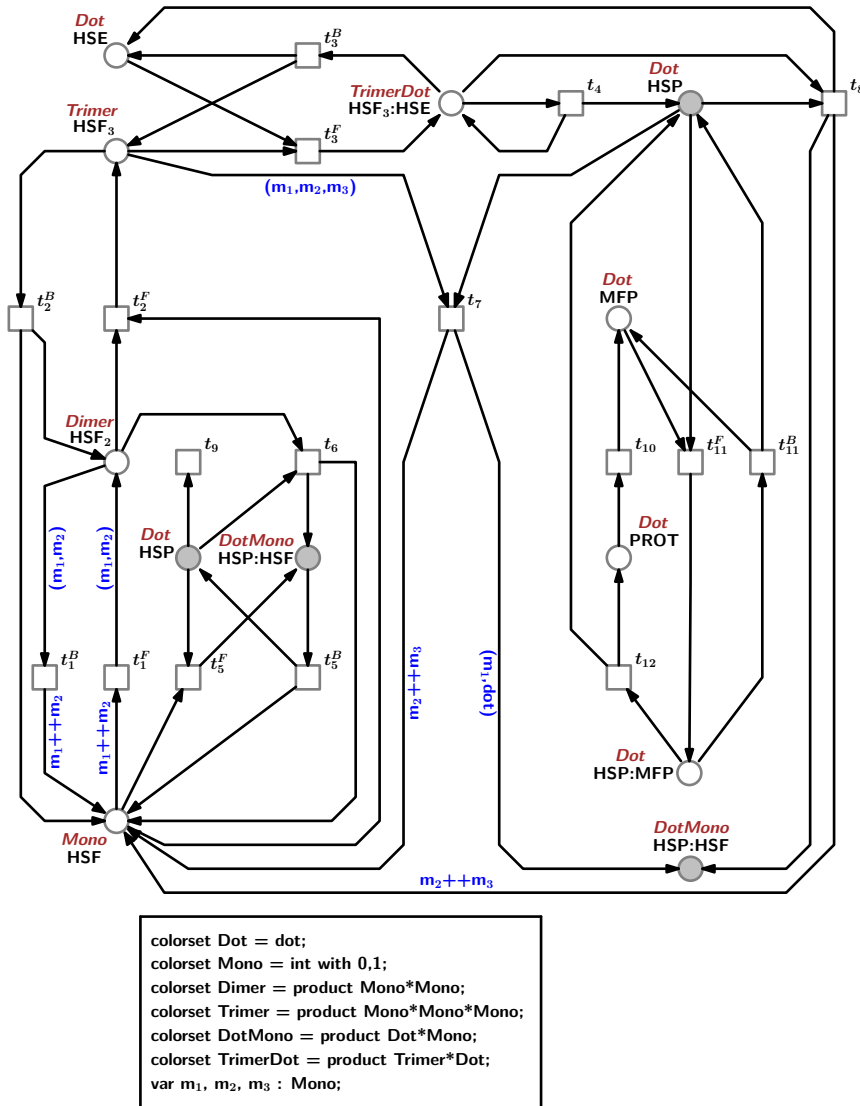 Dot
HSE
t₃ᴮ
Trimer
HSF₃
t₃ꟳ
TrimerDot
HSF₃:HSE
t₄
Dot
HSP
t₈
(m₁,m₂,m₃)
t₂ᴮ
t₂ꟳ
t₇
Dot
MFP
Dimer
HSF₂
t₉
t₆
t₁₀
t₁₁ꟳ
t₁₁ᴮ
(m₁,m₂)
(m₁,m₂)
Dot
HSP
DotMono
HSP:HSF
Dot
PROT
t₁ᴮ
t₁ꟳ
t₅ꟳ
t₅ᴮ
t₁₂
m₁++m₂
m₁++m₂
m₂++m₃
(m₁,dot)
Dot
HSP:MFP
Mono
HSF
DotMono
HSP:HSF
m₂++m₃
colorset Dot = dot;
colorset Mono = int with 0,1;
colorset Dimer = product Mono*Mono;
colorset Trimer = product Mono*Mono*Mono;
colorset DotMono = product Dot*Mono;
colorset TrimerDot = product Trimer*Dot;
var m₁, m₂, m₃ : Mono;